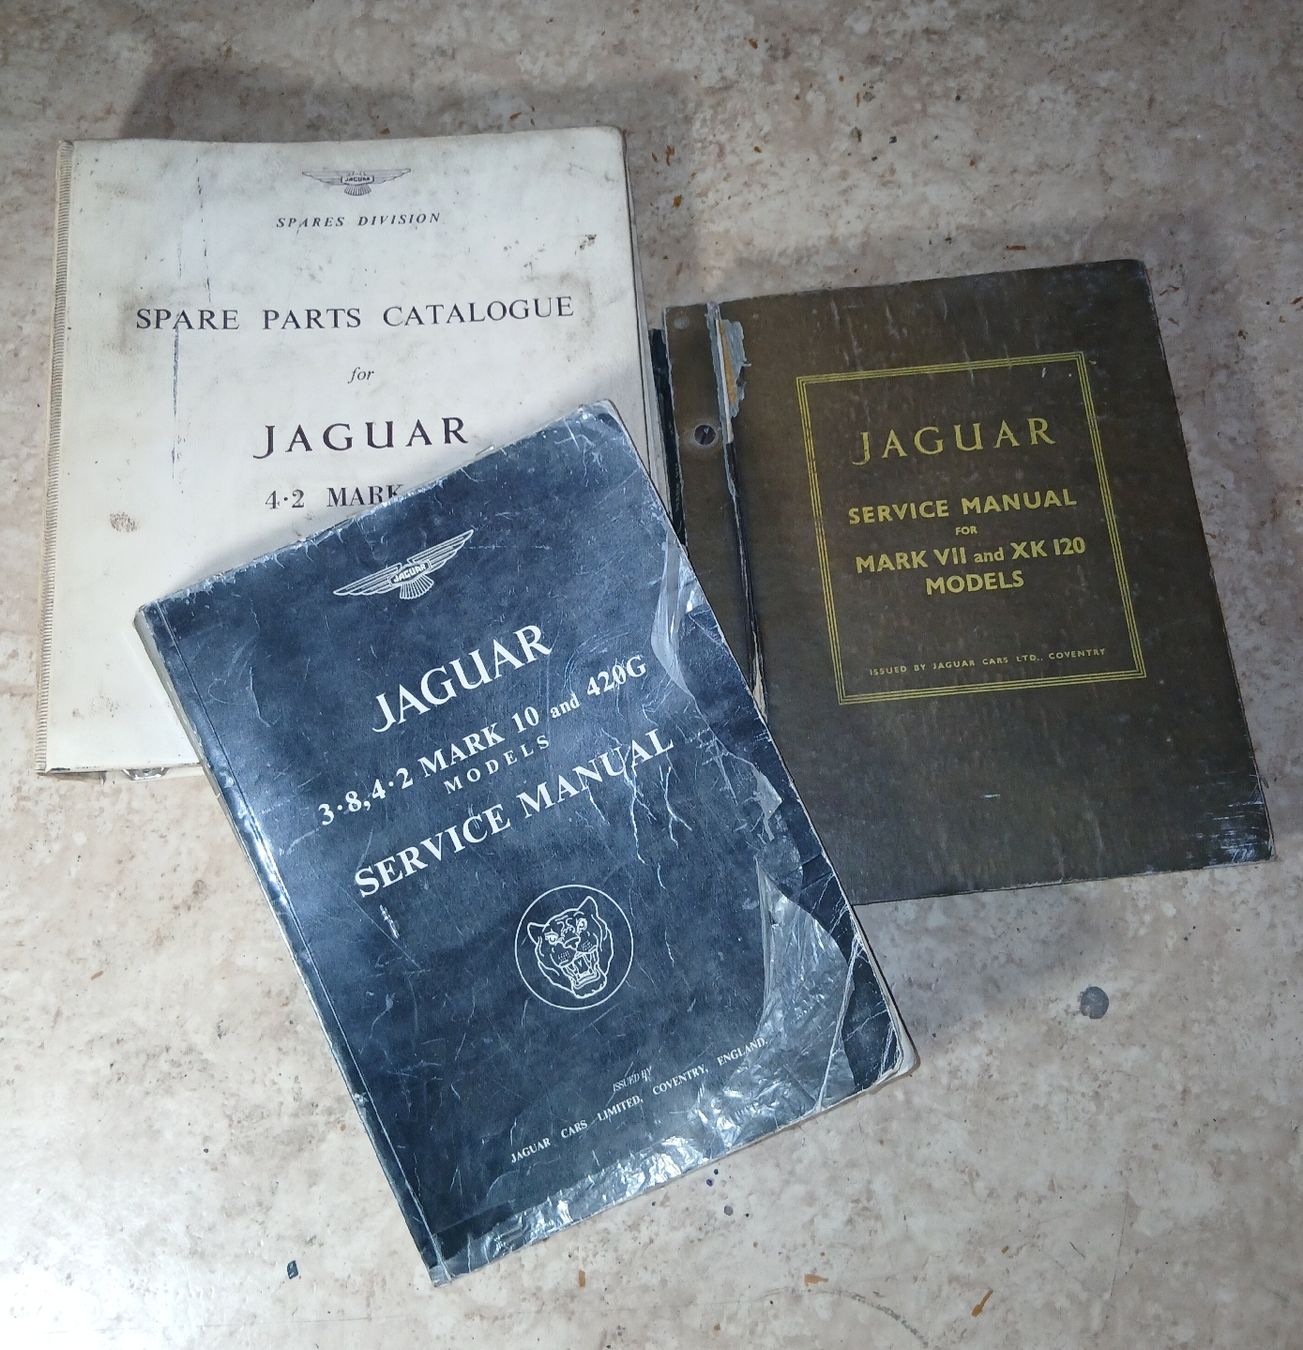 JAGUAR
SPARES DIVISION
SPARE PARTS CATALOGUE
for
JAGUAR
4·2 MARK
JAGUAR
SERVICE MANUAL
FOR
MARK VII and XK 120
MODELS
ISSUED BY JAGUAR CARS LTD., COVENTRY
JAGUAR
JAGUAR
3·8,4·2 MARK 10 and 420G
MODELS
SERVICE MANUAL
ISSUED BY
JAGUAR CARS LIMITED, COVENTRY, ENGLAND.